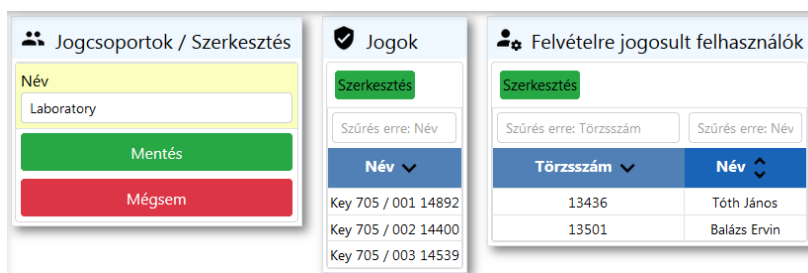 Jogcsoportok / Szerkesztés
Név
Laboratory
Mentés
Mégsem
Jogok
Szerkesztés
Szűrés erre: Név
Név
Key 705 / 001 14892
Key 705 / 002 14400
Key 705 / 003 14539
Felvételre jogosult felhasználók
Szerkesztés
Szűrés erre: Törzsszám Szűrés erre: Név
Törzsszám Név
13436 Tóth János
13501 Balázs Ervin